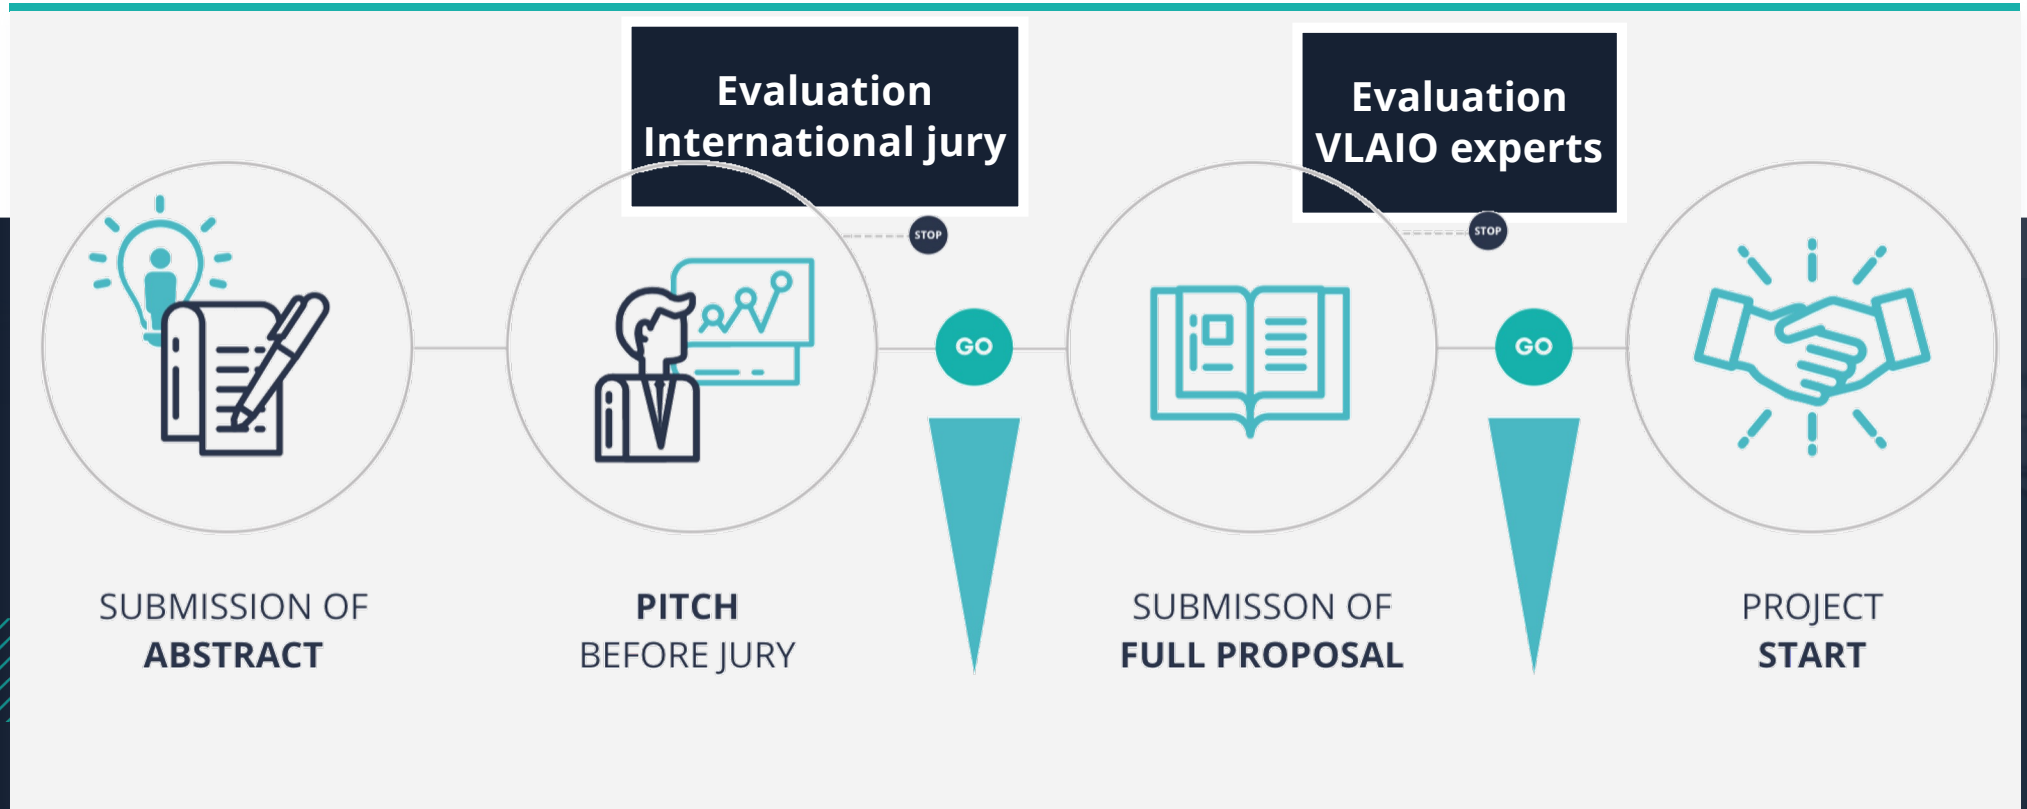 Evaluation
International jury
Evaluation
VLAIO experts
STOP
STOP
GO
GO
SUBMISSION OF
ABSTRACT
PITCH
BEFORE JURY
SUBMISSON OF
FULL PROPOSAL
PROJECT
START